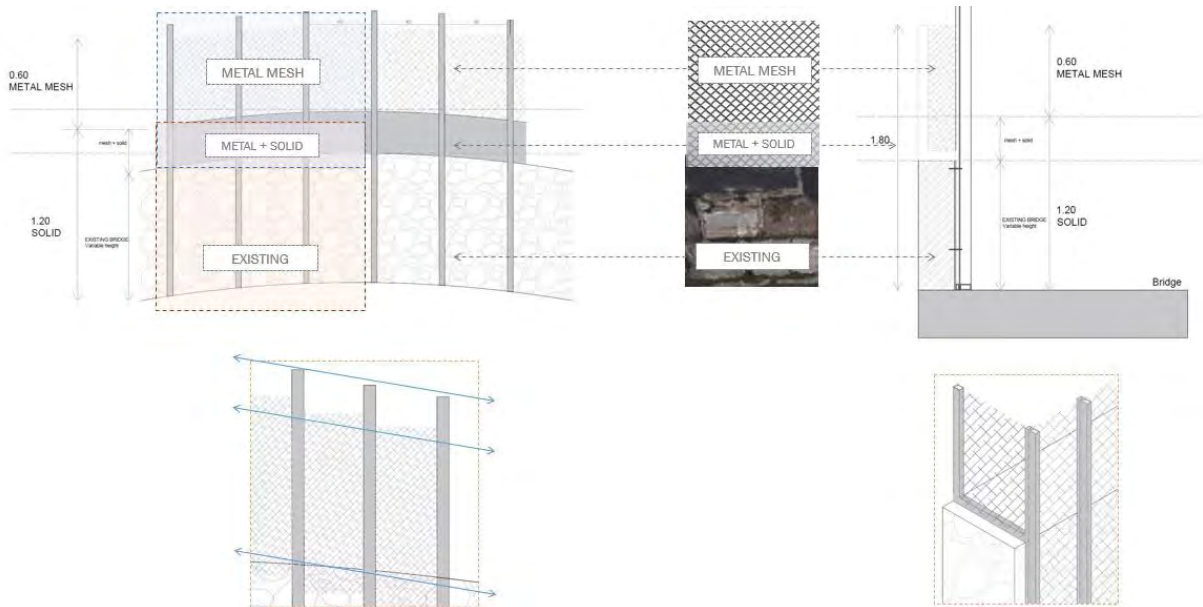 0.60
METAL MESH
mesh + solid
1.20
SOLID
EXISTING BRIDGE
Variable height
METAL MESH
METAL + SOLID
EXISTING
METAL MESH
METAL + SOLID
EXISTING
1.80
0.60
METAL MESH
mesh + solid
1.20
SOLID
EXISTING BRIDGE
Variable height
Bridge